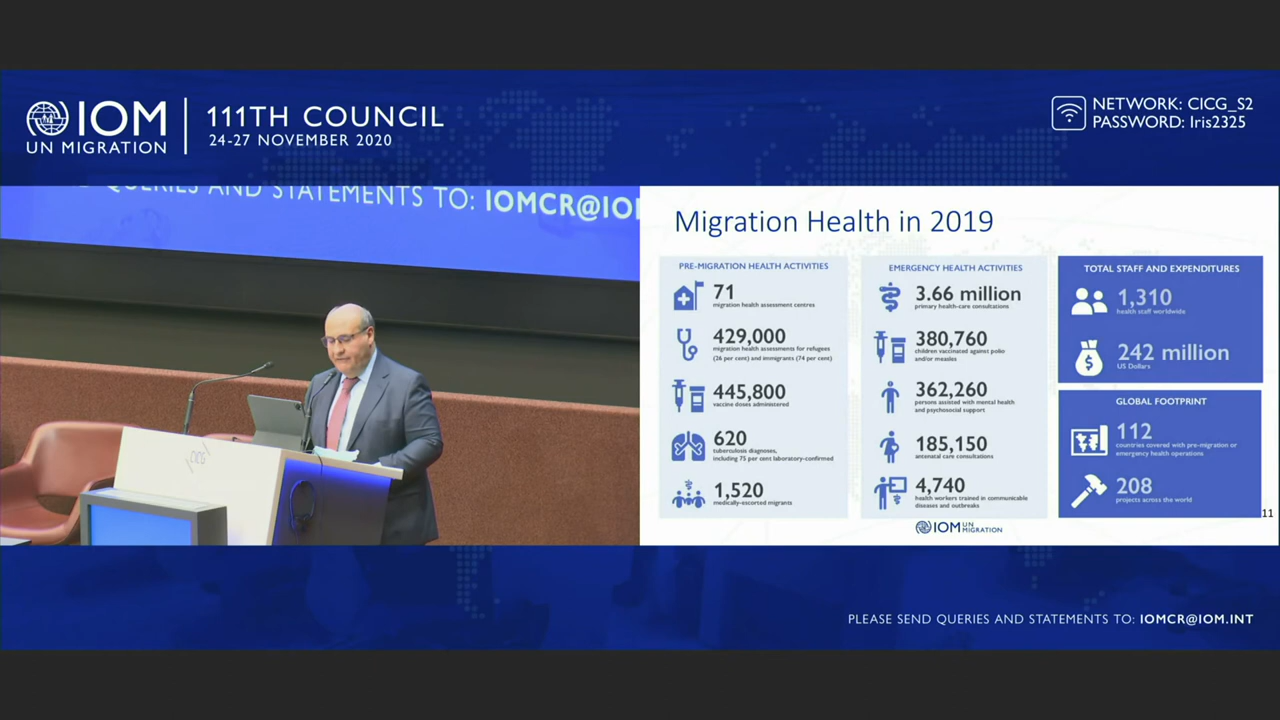 IOM
UN MIGRATION
111TH COUNCIL
24-27 NOVEMBER 2020
NETWORK: CICG_S2
PASSWORD: Iris2325
QUERIES AND STATEMENTS TO: IOMCR@IO
Migration Health in 2019
PRE-MIGRATION HEALTH ACTIVITIES
71
migration health assessment centres
429,000
migration health assessments for refugees
(26 per cent) and immigrants (74 per cent)
445,800
vaccine doses administered
620
tuberculosis diagnoses,
including 75 per cent laboratory-confirmed
1,520
medically-escorted migrants
EMERGENCY HEALTH ACTIVITIES
3.66 million
primary health-care consultations
380,760
children vaccinated against polio
and/or measles
362,260
persons assisted with mental health
and psychosocial support
185,150
antenatal care consultations
4,740
health workers trained in communicable
diseases and outbreaks
TOTAL STAFF AND EXPENDITURES
1,310
health staff worldwide
242 million
US Dollars
GLOBAL FOOTPRINT
112
countries covered with pre-migration or
emergency health operations
208
projects across the world
11
IOM UN MIGRATION
PLEASE SEND QUERIES AND STATEMENTS TO: IOMCR@IOM.INT